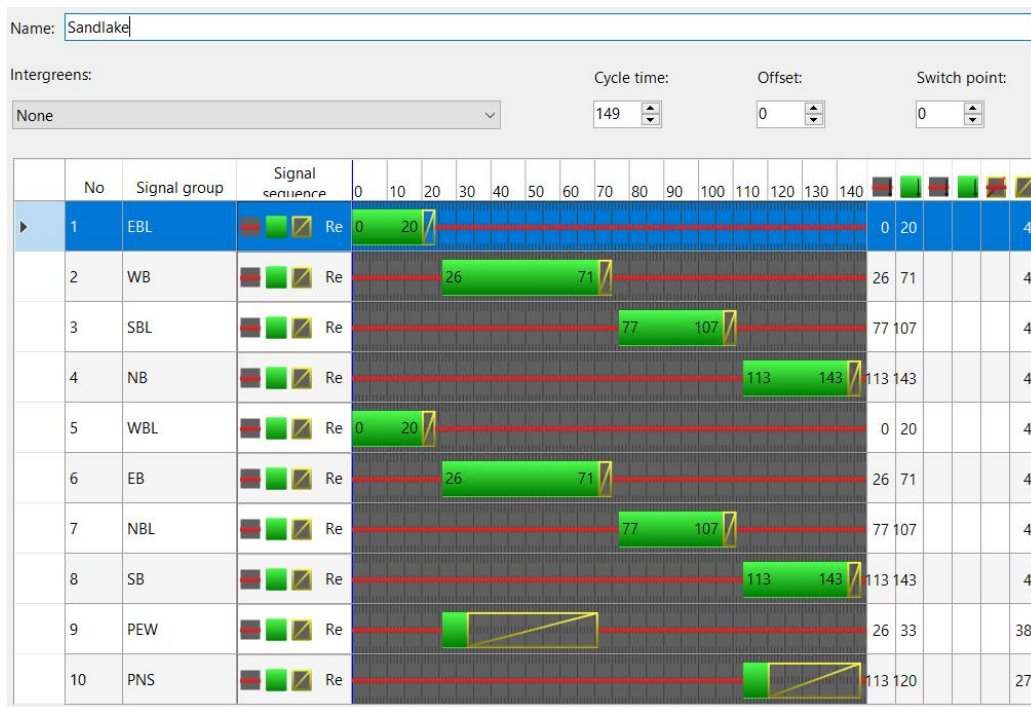 Name: Sandlake
Intergreens: Cycle time: Offset: Switch point:
None 149 0 0
No Signal group Signal sequence 0 10 20 30 40 50 60 70 80 90 100 110 120 130 140
1 EBL Re 0 20 0 20 4
2 WB Re 26 71 26 71 4
3 SBL Re 77 107 77 107 4
4 NB Re 113 143 113 143 4
5 WBL Re 0 20 0 20 4
6 EB Re 26 71 26 71 4
7 NBL Re 77 107 77 107 4
8 SB Re 113 143 113 143 4
9 PEW Re 26 33 38
10 PNS Re 113 120 27